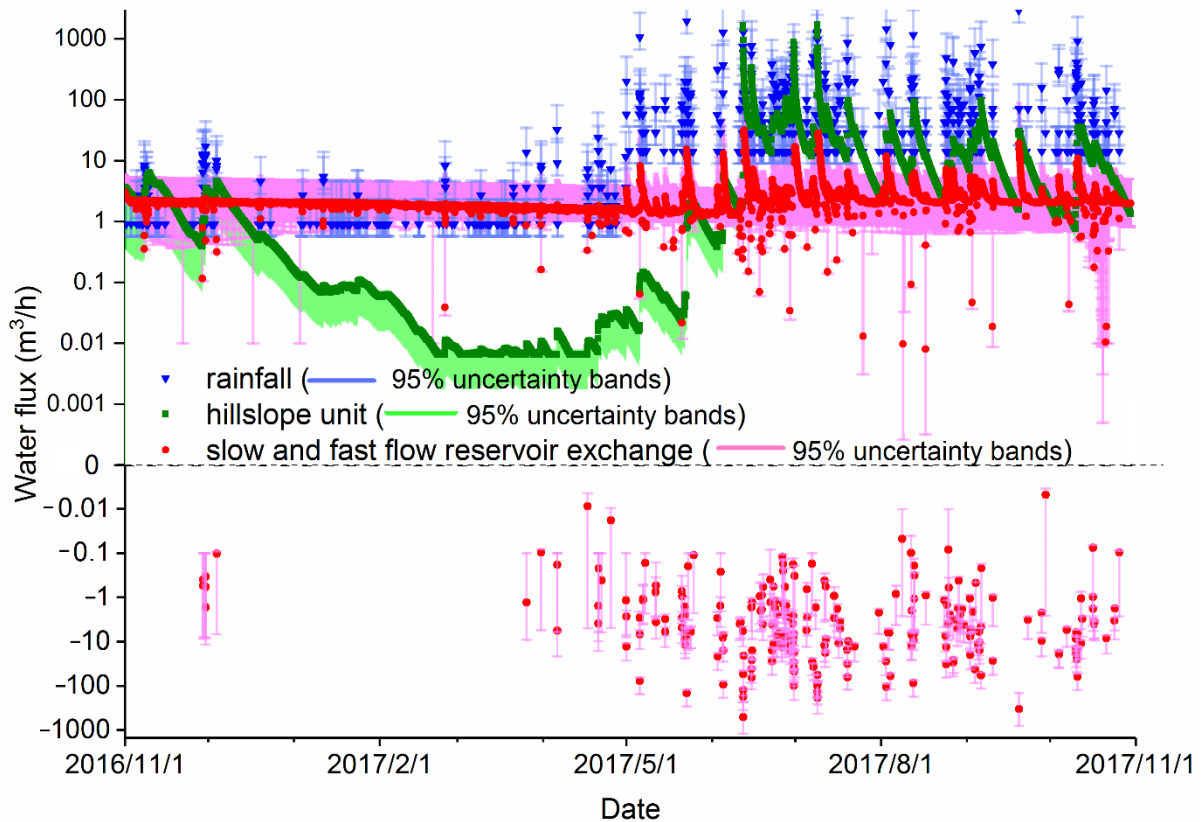 1000
100
10
1
0.1
0.01
0.001
0
−0.01
−0.1
−1
−10
−100
−1000
Water flux (m³/h)
rainfall ( 95% uncertainty bands)
hillslope unit ( 95% uncertainty bands)
slow and fast flow reservoir exchange ( 95% uncertainty bands)
2016/11/1 2017/2/1 2017/5/1 2017/8/1 2017/11/1
Date